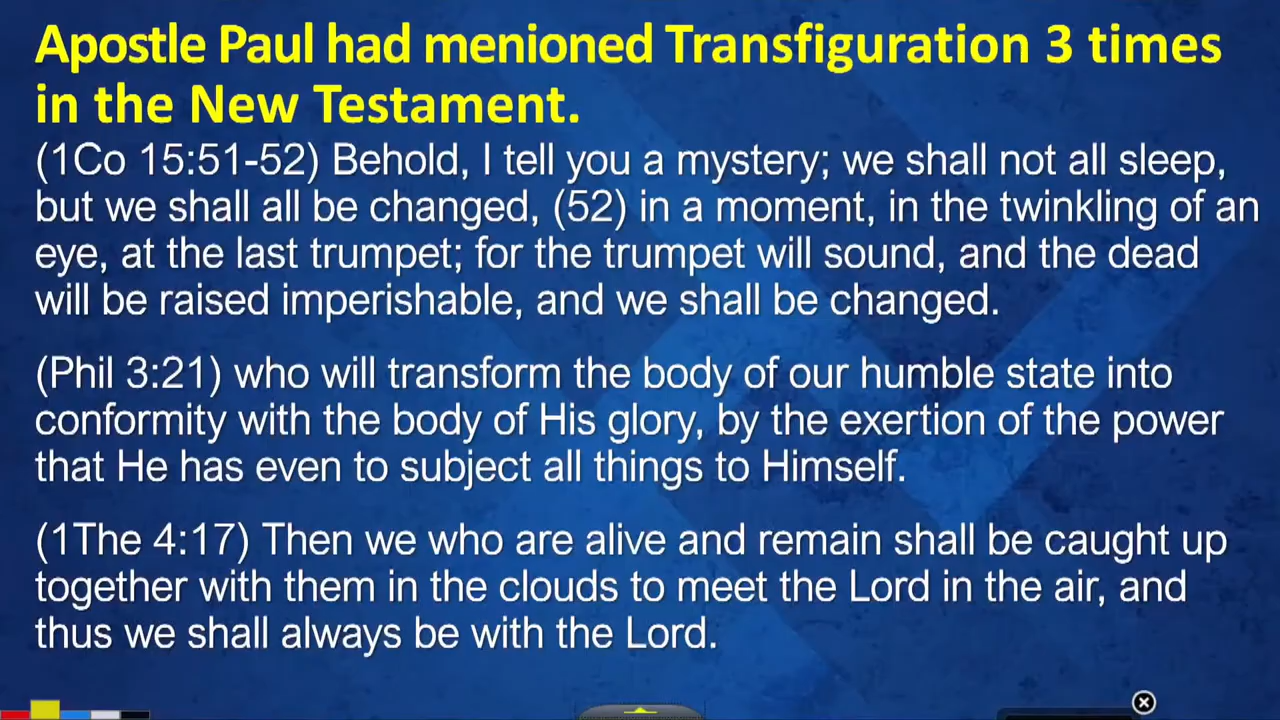 Apostle Paul had menioned Transfiguration 3 times
in the New Testament.
(1Co 15:51-52) Behold, I tell you a mystery; we shall not all sleep,
but we shall all be changed, (52) in a moment, in the twinkling of an
eye, at the last trumpet; for the trumpet will sound, and the dead
will be raised imperishable, and we shall be changed.
(Phil 3:21) who will transform the body of our humble state into
conformity with the body of His glory, by the exertion of the power
that He has even to subject all things to Himself.
(1The 4:17) Then we who are alive and remain shall be caught up
together with them in the clouds to meet the Lord in the air, and
thus we shall always be with the Lord.